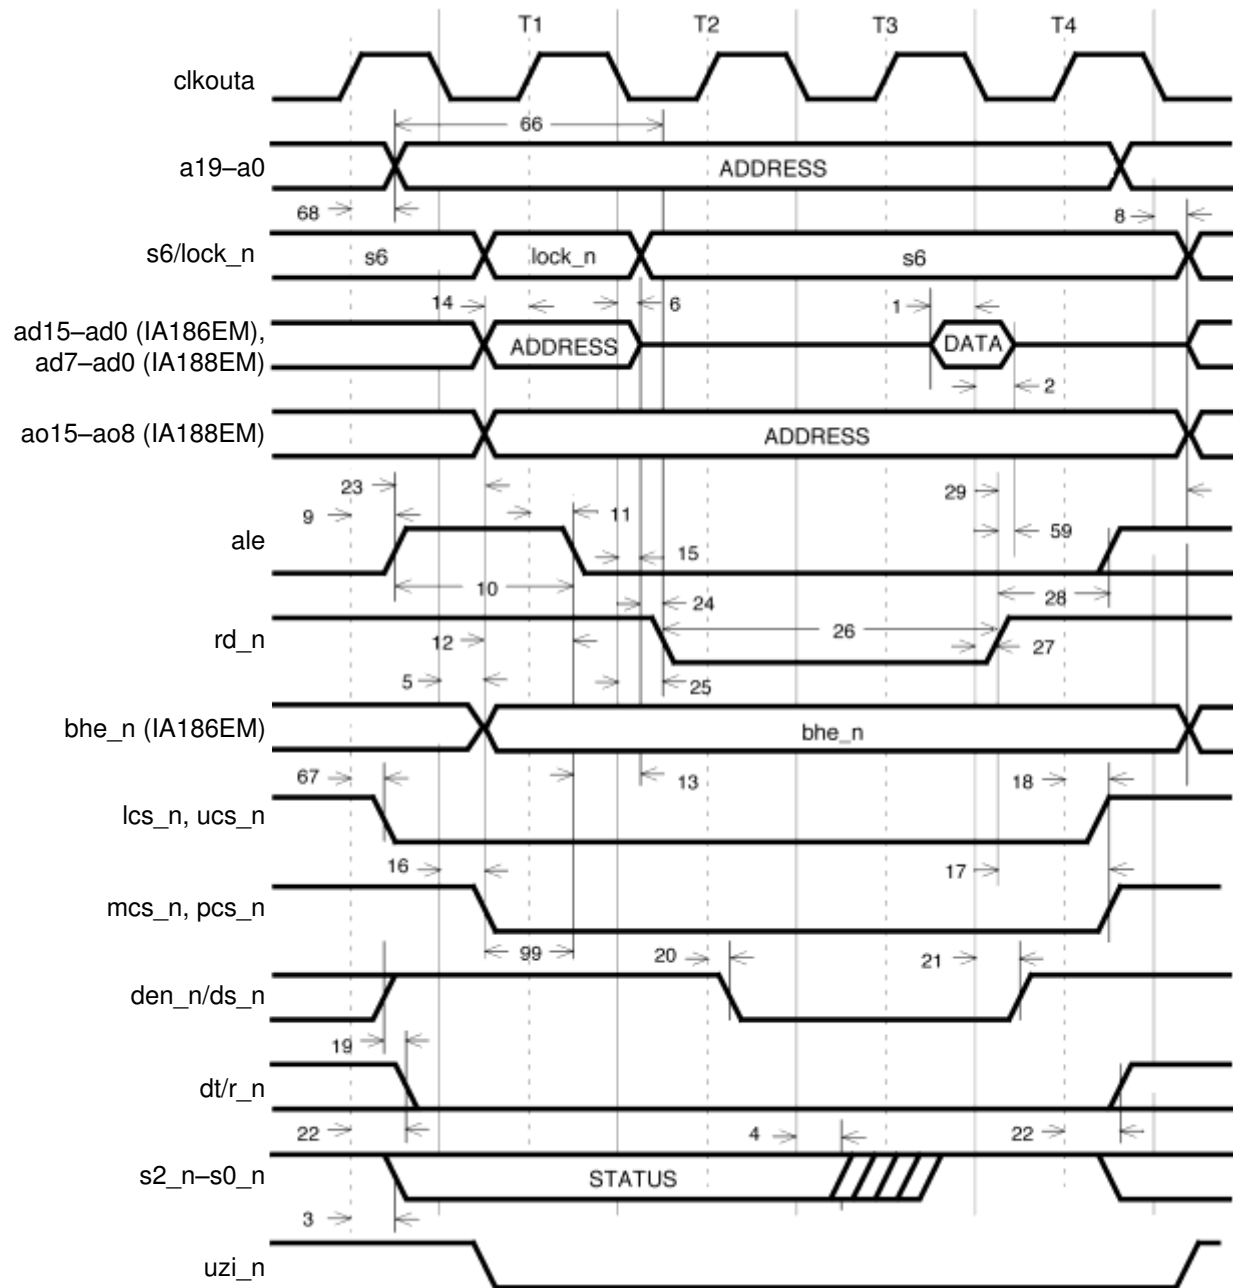 T1 T2 T3 T4
clkouta
66
a19–a0 ADDRESS
68 8
s6/lock_n s6 lock_n s6
14 6 1
ad15–ad0 (IA186EM),
ad7–ad0 (IA188EM) ADDRESS DATA
2
ao15–ao8 (IA188EM) ADDRESS
23 29
9 11 59
ale
15
10 28
24
rd_n 12 26 27
5 25
bhe_n (IA186EM) bhe_n
67 13 18
lcs_n, ucs_n
16 17
mcs_n, pcs_n
99 20 21
den_n/ds_n
19
dt/r_n
22 4 22
s2_n–s0_n STATUS
3
uzi_n